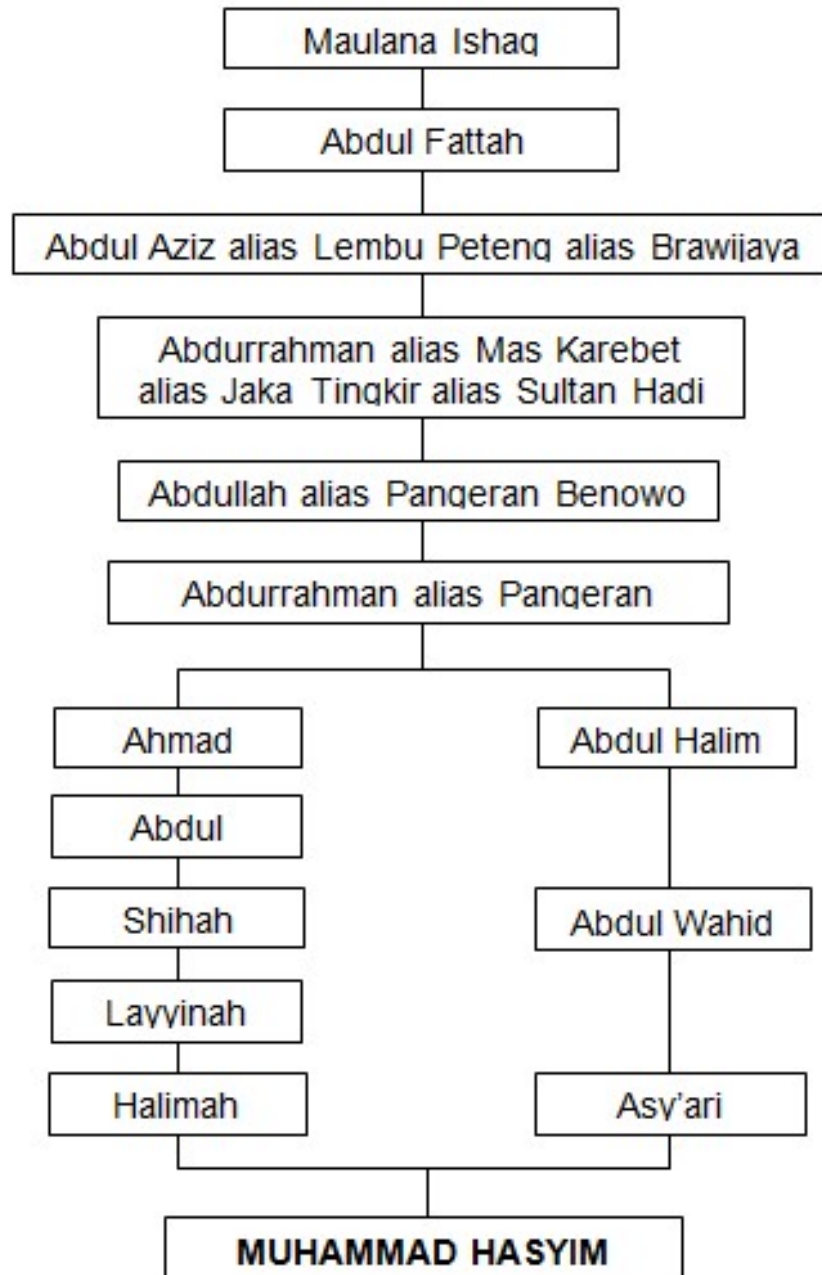 Maulana Ishaq
Abdul Fattah
Abdul Aziz alias Lembu Peteng alias Brawijaya
Abdurrahman alias Mas Karebet
alias Jaka Tingkir alias Sultan Hadi
Abdullah alias Pangeran Benowo
Abdurrahman alias Pangeran
Ahmad
Abdul Halim
Abdul
Shihah
Abdul Wahid
Layyinah
Halimah
Asy’ari
MUHAMMAD HASYIM